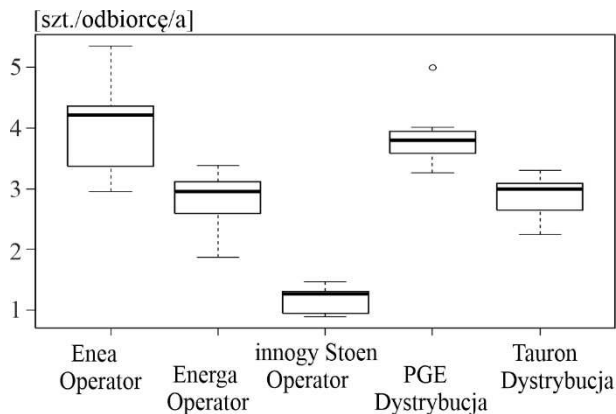 [szt./odbiorcę/a]
5
4
3
2
1
Enea
Operator
Energa
Operator
innogy Stoen
Operator
PGE
Dystrybucja
Tauron
Dystrybucja